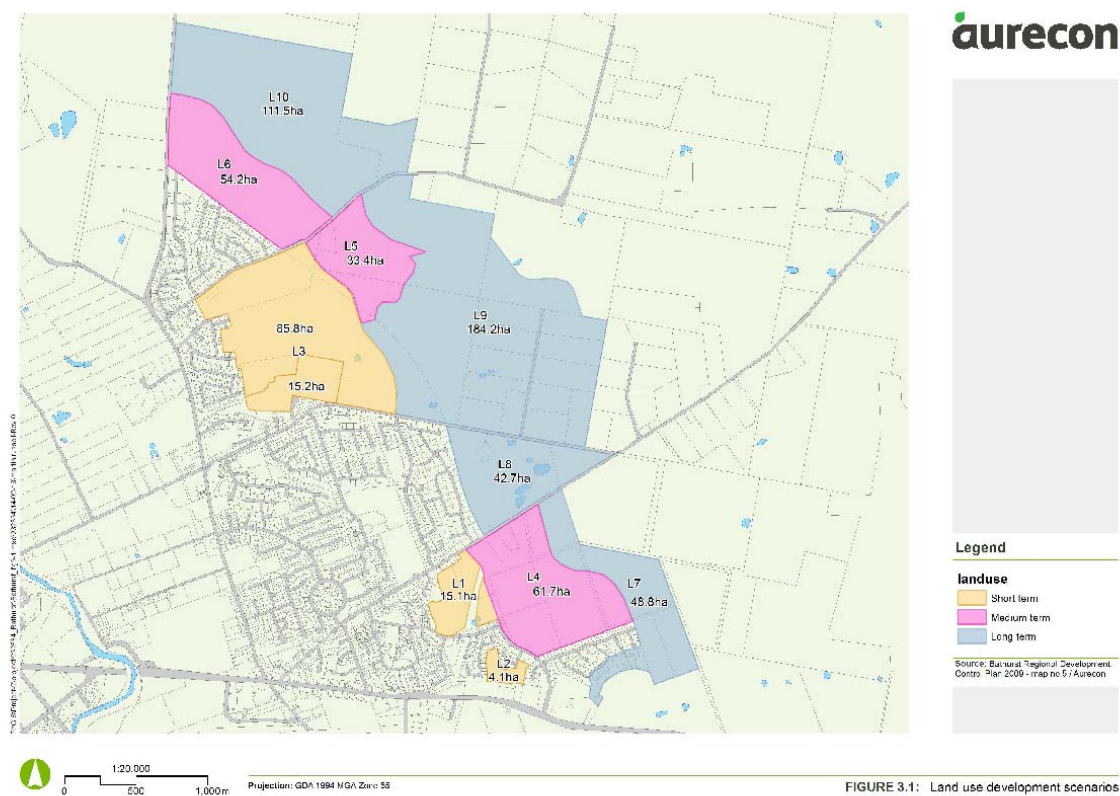 aurecon
L10
111.5ha
L6
54.2ha
L5
33.4ha
L9
184.2ha
85.8ha
L3
15.2ha
L8
42.7ha
L1
15.1ha
L4
61.7ha
L7
48.8ha
L2
4.1ha
Legend
landuse
Short term
Medium term
Long term
Source: Bathurst Regional Development
Control Plan 2009 - map no.5 / Aurecon
1:20,000
0 500 1,000m
Projection: GDA 1994 MGA Zone 55
FIGURE 3.1: Land use development scenarios